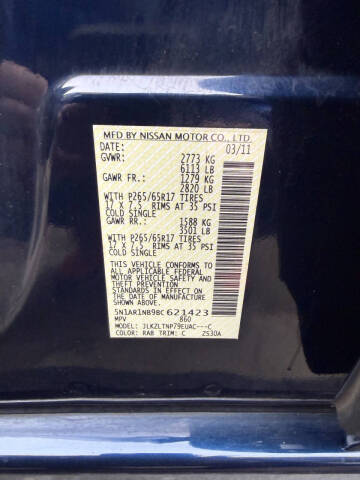 MFD BY NISSAN MOTOR CO., LTD.
DATE: 03/11
GVWR: 2773 KG
6113 LB
GAWR FR.: 1279 KG
2820 LB
WITH P265/65R17 TIRES
17 X 7.5 RIMS AT 35 PSI
COLD SINGLE
GAWR RR.: 1588 KG
3501 LB
WITH P265/65R17 TIRES
17 X 7.5 RIMS AT 35 PSI
COLD SINGLE
THIS VEHICLE CONFORMS TO ALL
APPLICABLE FEDERAL
MOTOR VEHICLE SAFETY
AND THEFT PREVENTION
STANDARDS IN EFFECT ON
THE DATE OF MANUFACTURE
SHOWN ABOVE.
5N1AR1NB9BC621423
MPV 860
MODEL: JLKZLTNP79EUAC---C
COLOR: RAB TRIM: C 2530A